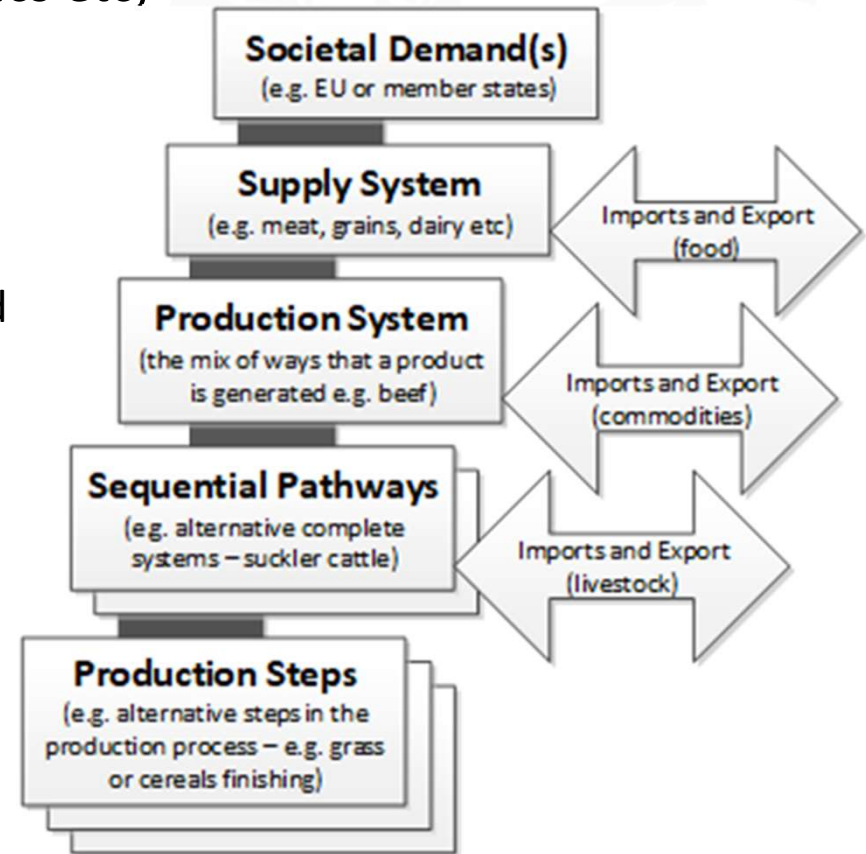 Societal Demand(s)
(e.g. EU or member states)
Supply System
(e.g. meat, grains, dairy etc)
Imports and Export
(food)
Production System
(the mix of ways that a product
is generated e.g. beef)
Imports and Export
(commodities)
Sequential Pathways
(e.g. alternative complete
systems – suckler cattle)
Imports and Export
(livestock)
Production Steps
(e.g. alternative steps in the
production process – e.g. grass
or cereals finishing)